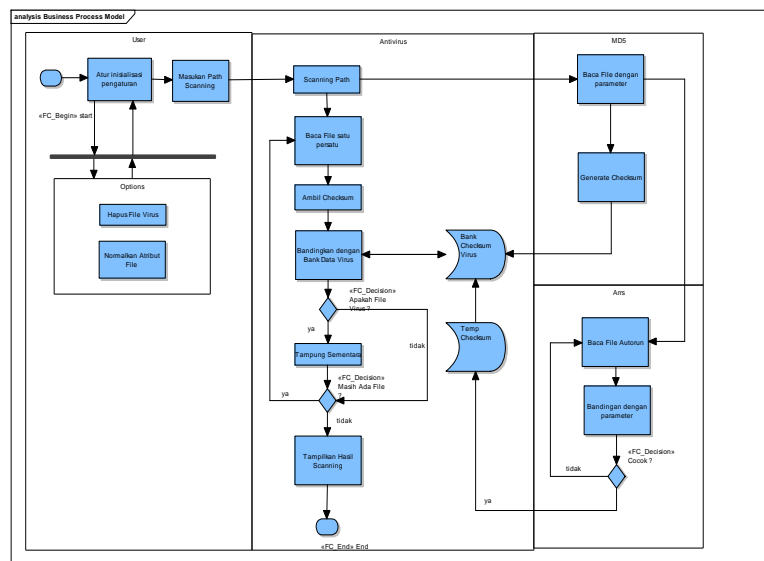 analysis Business Process Model
User
Antivirus
MD5
Atur inisialisasi
pengaturan
Masukan Path
Scanning
Scanning Path
Baca File dengan
parameter
«FC_Begin» start
Baca File satu
persatu
Options
Generate Checksum
Ambil Checksum
Hapus File Virus
Normalkan Atribut
File
Bandingkan dengan
Bank Data Virus
Bank
Checksum
Virus
«FC_Decision»
Apakah File
Virus ?
Arrs
ya
tidak
Temp
Checksum
Baca File Autorun
Tampung Sementara
«FC_Decision»
Masih Ada File
?
ya
tidak
Bandingan dengan
parameter
Tampilkan Hasil
Scanning
«FC_Decision»
Cocok ?
tidak
ya
«FC_End» End